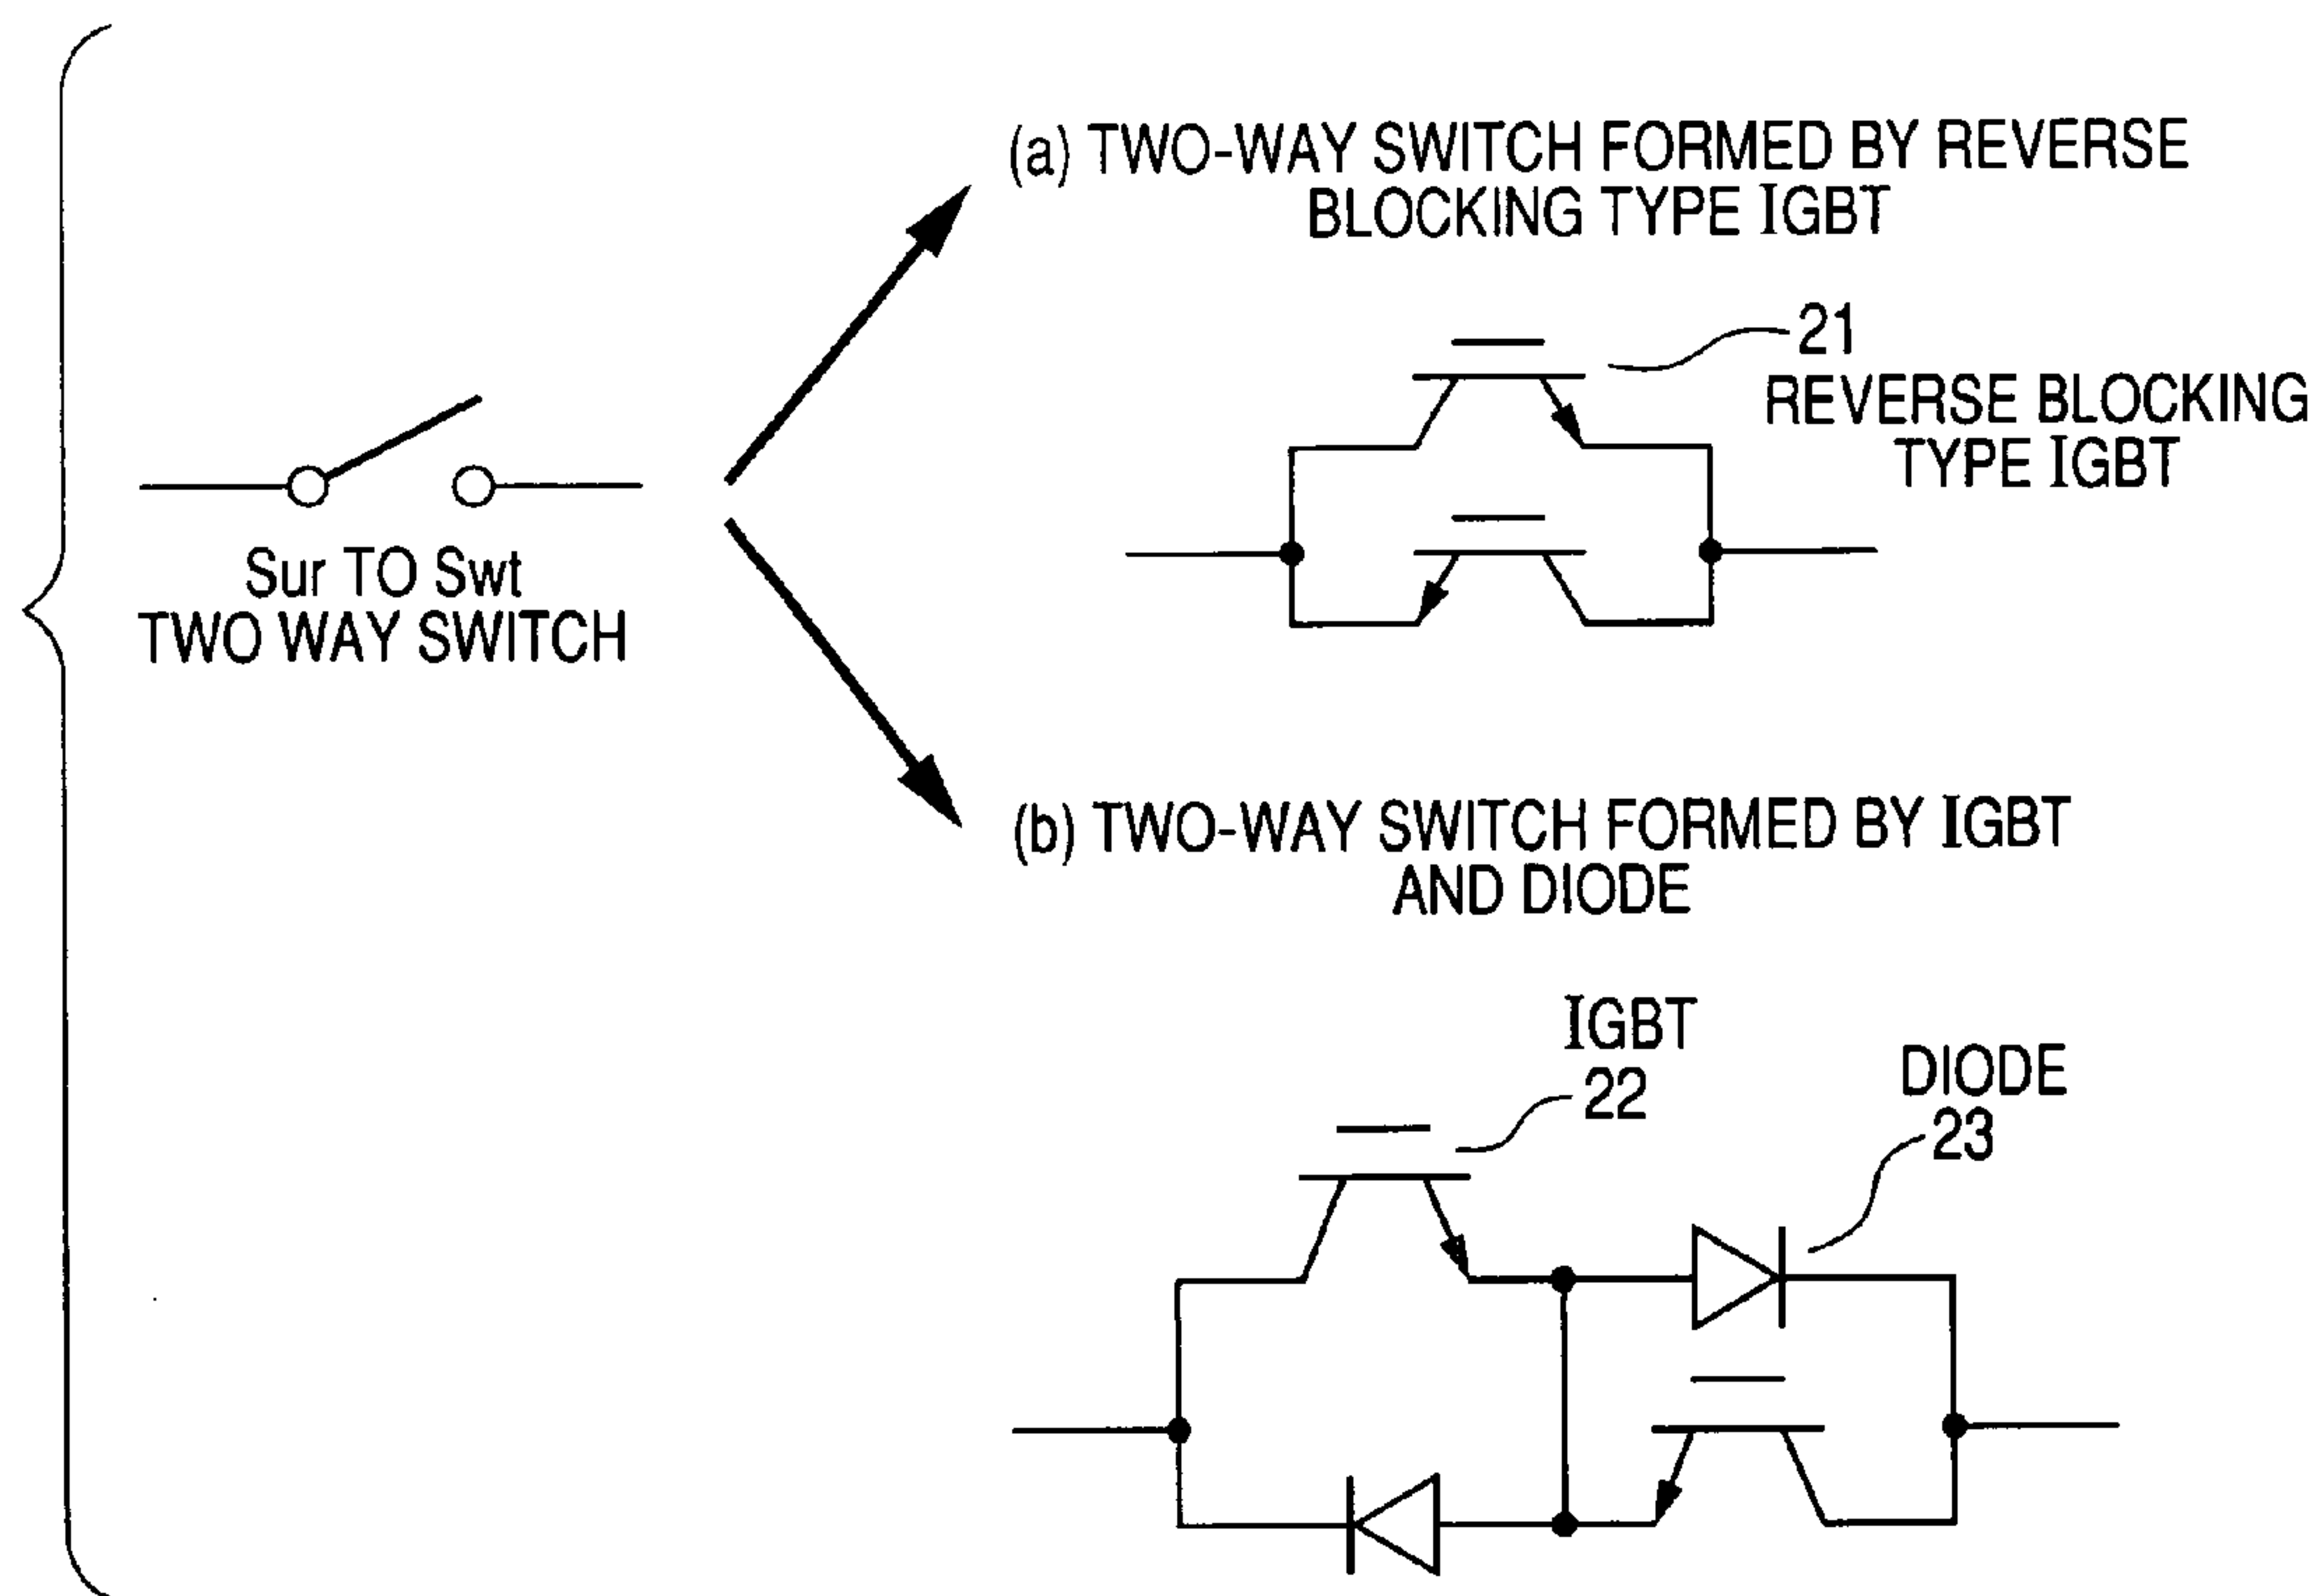 (a) TWO-WAY SWITCH FORMED BY REVERSE
BLOCKING TYPE IGBT
21
REVERSE BLOCKING
TYPE IGBT
Sur TO Swt
TWO WAY SWITCH
(b) TWO-WAY SWITCH FORMED BY IGBT
AND DIODE
IGBT
22
DIODE
23